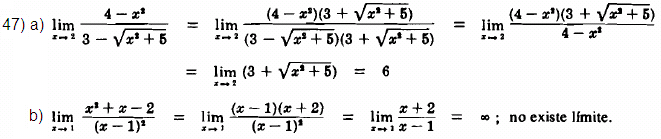 47) a) lim_{x→2} (4 − x²)/(3 − √(x² + 5)) = lim_{x→2} ((4 − x²)(3 + √(x² + 5)))/((3 − √(x² + 5))(3 + √(x² + 5))) = lim_{x→2} ((4 − x²)(3 + √(x² + 5)))/(4 − x²)
= lim_{x→2} (3 + √(x² + 5)) = 6
b) lim_{x→1} (x² + x − 2)/((x − 1)²) = lim_{x→1} ((x − 1)(x + 2))/((x − 1)²) = lim_{x→1} (x + 2)/(x − 1) = ∞ ; no existe límite.